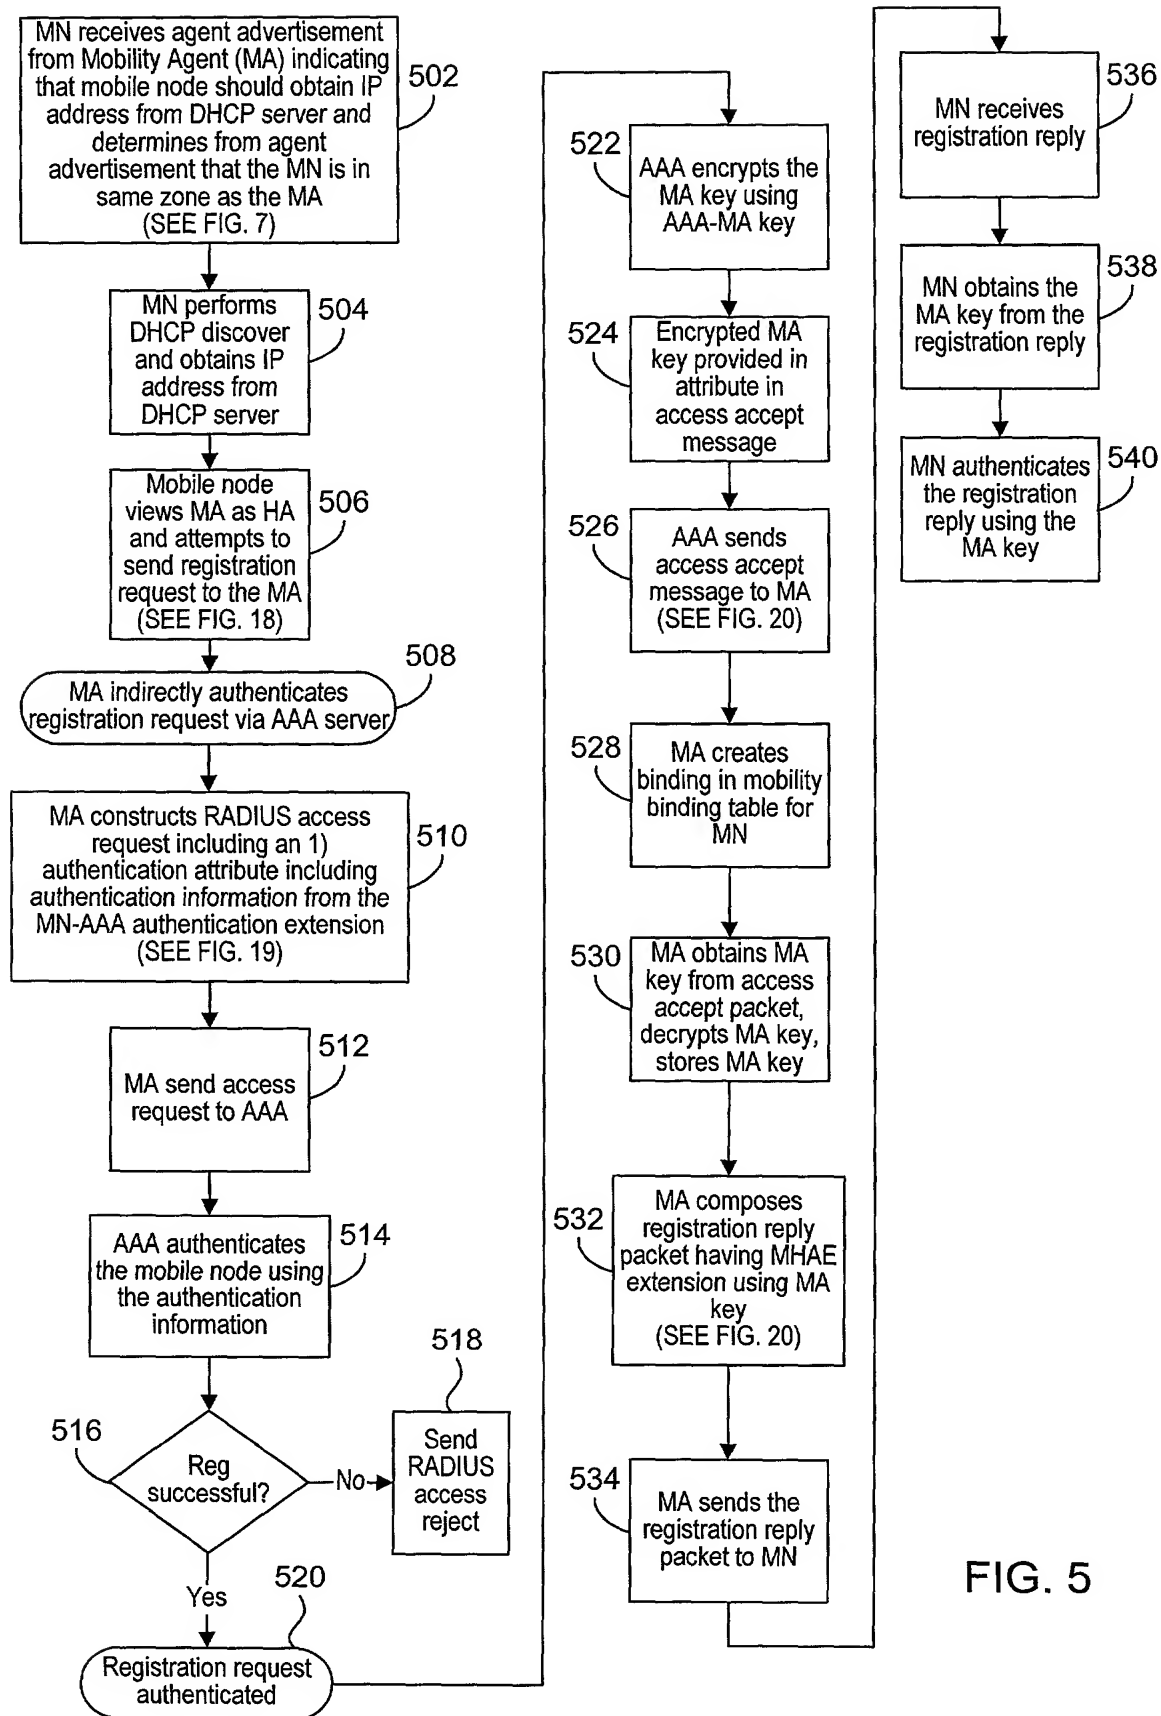 MN receives agent advertisement
from Mobility Agent (MA) indicating
that mobile node should obtain IP
address from DHCP server and
determines from agent
advertisement that the MN is in
same zone as the MA
(SEE FIG. 7)
502
MN performs
DHCP discover
and obtains IP
address from
DHCP server
504
Mobile node
views MA as HA
and attempts to
send registration
request to the MA
(SEE FIG. 18)
506
MA indirectly authenticates
registration request via AAA server
508
MA constructs RADIUS access
request including an 1)
authentication attribute including
authentication information from the
MN-AAA authentication extension
(SEE FIG. 19)
510
MA send access
request to AAA
512
AAA authenticates
the mobile node using
the authentication
information
514
516
Reg
successful?
No
518
Send
RADIUS
access
reject
Yes
520
Registration request
authenticated
522
AAA encrypts the
MA key using
AAA-MA key
524
Encrypted MA
key provided in
attribute in
access accept
message
526
AAA sends
access accept
message to MA
(SEE FIG. 20)
528
MA creates
binding in mobility
binding table for
MN
530
MA obtains MA
key from access
accept packet,
decrypts MA key,
stores MA key
532
MA composes
registration reply
packet having MHAE
extension using MA
key
(SEE FIG. 20)
534
MA sends the
registration reply
packet to MN
536
MN receives
registration reply
538
MN obtains the
MA key from the
registration reply
540
MN authenticates
the registration
reply using the
MA key
FIG. 5